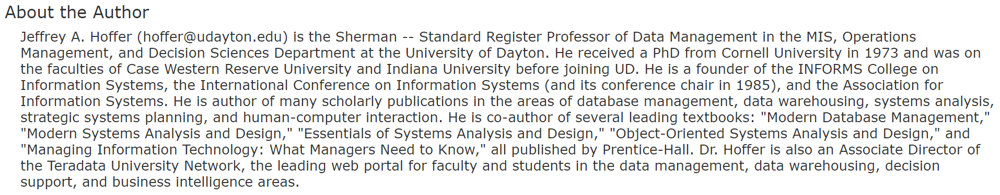 About the Author
Jeffrey A. Hoffer (hoffer@udayton.edu) is the Sherman -- Standard Register Professor of Data Management in the MIS, Operations
Management, and Decision Sciences Department at the University of Dayton. He received a PhD from Cornell University in 1973 and was on
the faculties of Case Western Reserve University and Indiana University before joining UD. He is a founder of the INFORMS College on
Information Systems, the International Conference on Information Systems (and its conference chair in 1985), and the Association for
Information Systems. He is author of many scholarly publications in the areas of database management, data warehousing, systems analysis,
strategic systems planning, and human-computer interaction. He is co-author of several leading textbooks: "Modern Database Management,"
"Modern Systems Analysis and Design," "Essentials of Systems Analysis and Design," "Object-Oriented Systems Analysis and Design," and
"Managing Information Technology: What Managers Need to Know," all published by Prentice-Hall. Dr. Hoffer is also an Associate Director of
the Teradata University Network, the leading web portal for faculty and students in the data management, data warehousing, decision
support, and business intelligence areas.